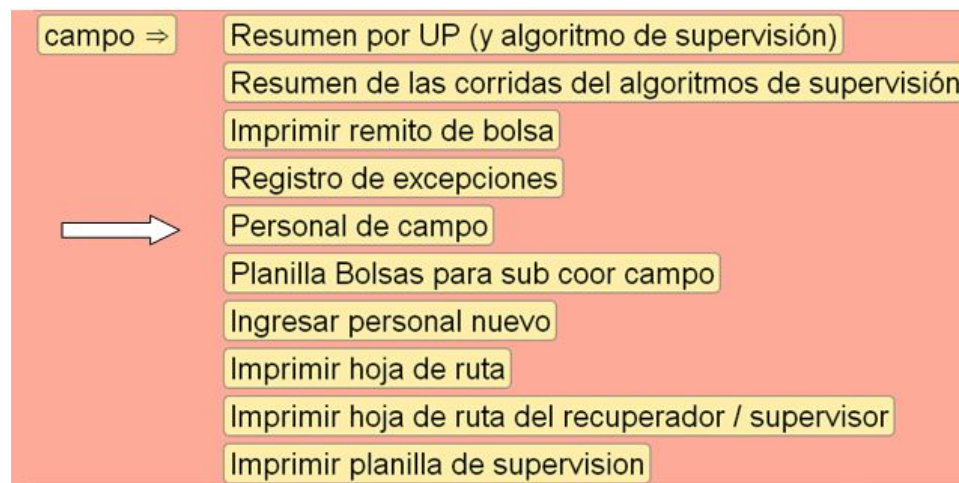 campo ⇒ Resumen por UP (y algoritmo de supervisión)
Resumen de las corridas del algoritmos de supervisión
Imprimir remito de bolsa
Registro de excepciones
Personal de campo
Planilla Bolsas para sub coor campo
Ingresar personal nuevo
Imprimir hoja de ruta
Imprimir hoja de ruta del recuperador / supervisor
Imprimir planilla de supervision